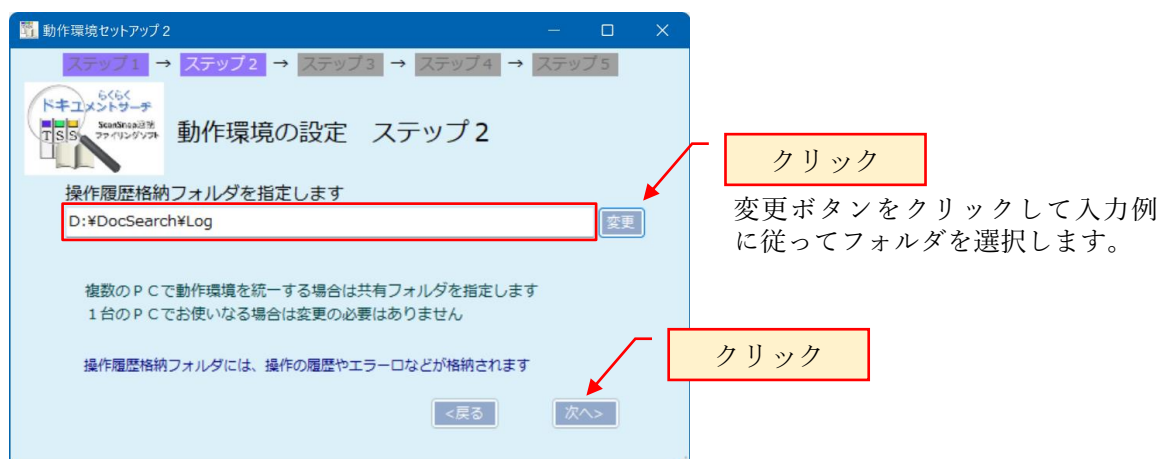 動作環境セットアップ２
ステップ１ → ステップ２ → ステップ３ → ステップ４ → ステップ５
らくらく
ドキュメントサーチ
ScanSnap連携
TSS ファイリングソフト
動作環境の設定　ステップ２
クリック
操作履歴格納フォルダを指定します
D:¥DocSearch¥Log
変更
変更ボタンをクリックして入力例
に従ってフォルダを選択します。
複数のＰＣで動作環境を統一する場合は共有フォルダを指定します
１台のＰＣでお使いなる場合は変更の必要はありません
クリック
操作履歴格納フォルダには、操作の履歴やエラーロなどが格納されます
<戻る
次へ>